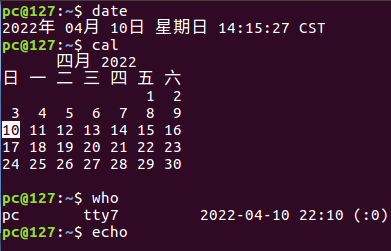 pc@127:~$ date
2022年 04月 10日 星期日 14:15:27 CST
pc@127:~$ cal
      四月 2022
日 一 二 三 四 五 六
                1  2
 3  4  5  6  7  8  9
10 11 12 13 14 15 16
17 18 19 20 21 22 23
24 25 26 27 28 29 30
pc@127:~$ who
pc       tty7         2022-04-10 22:10 (:0)
pc@127:~$ echo